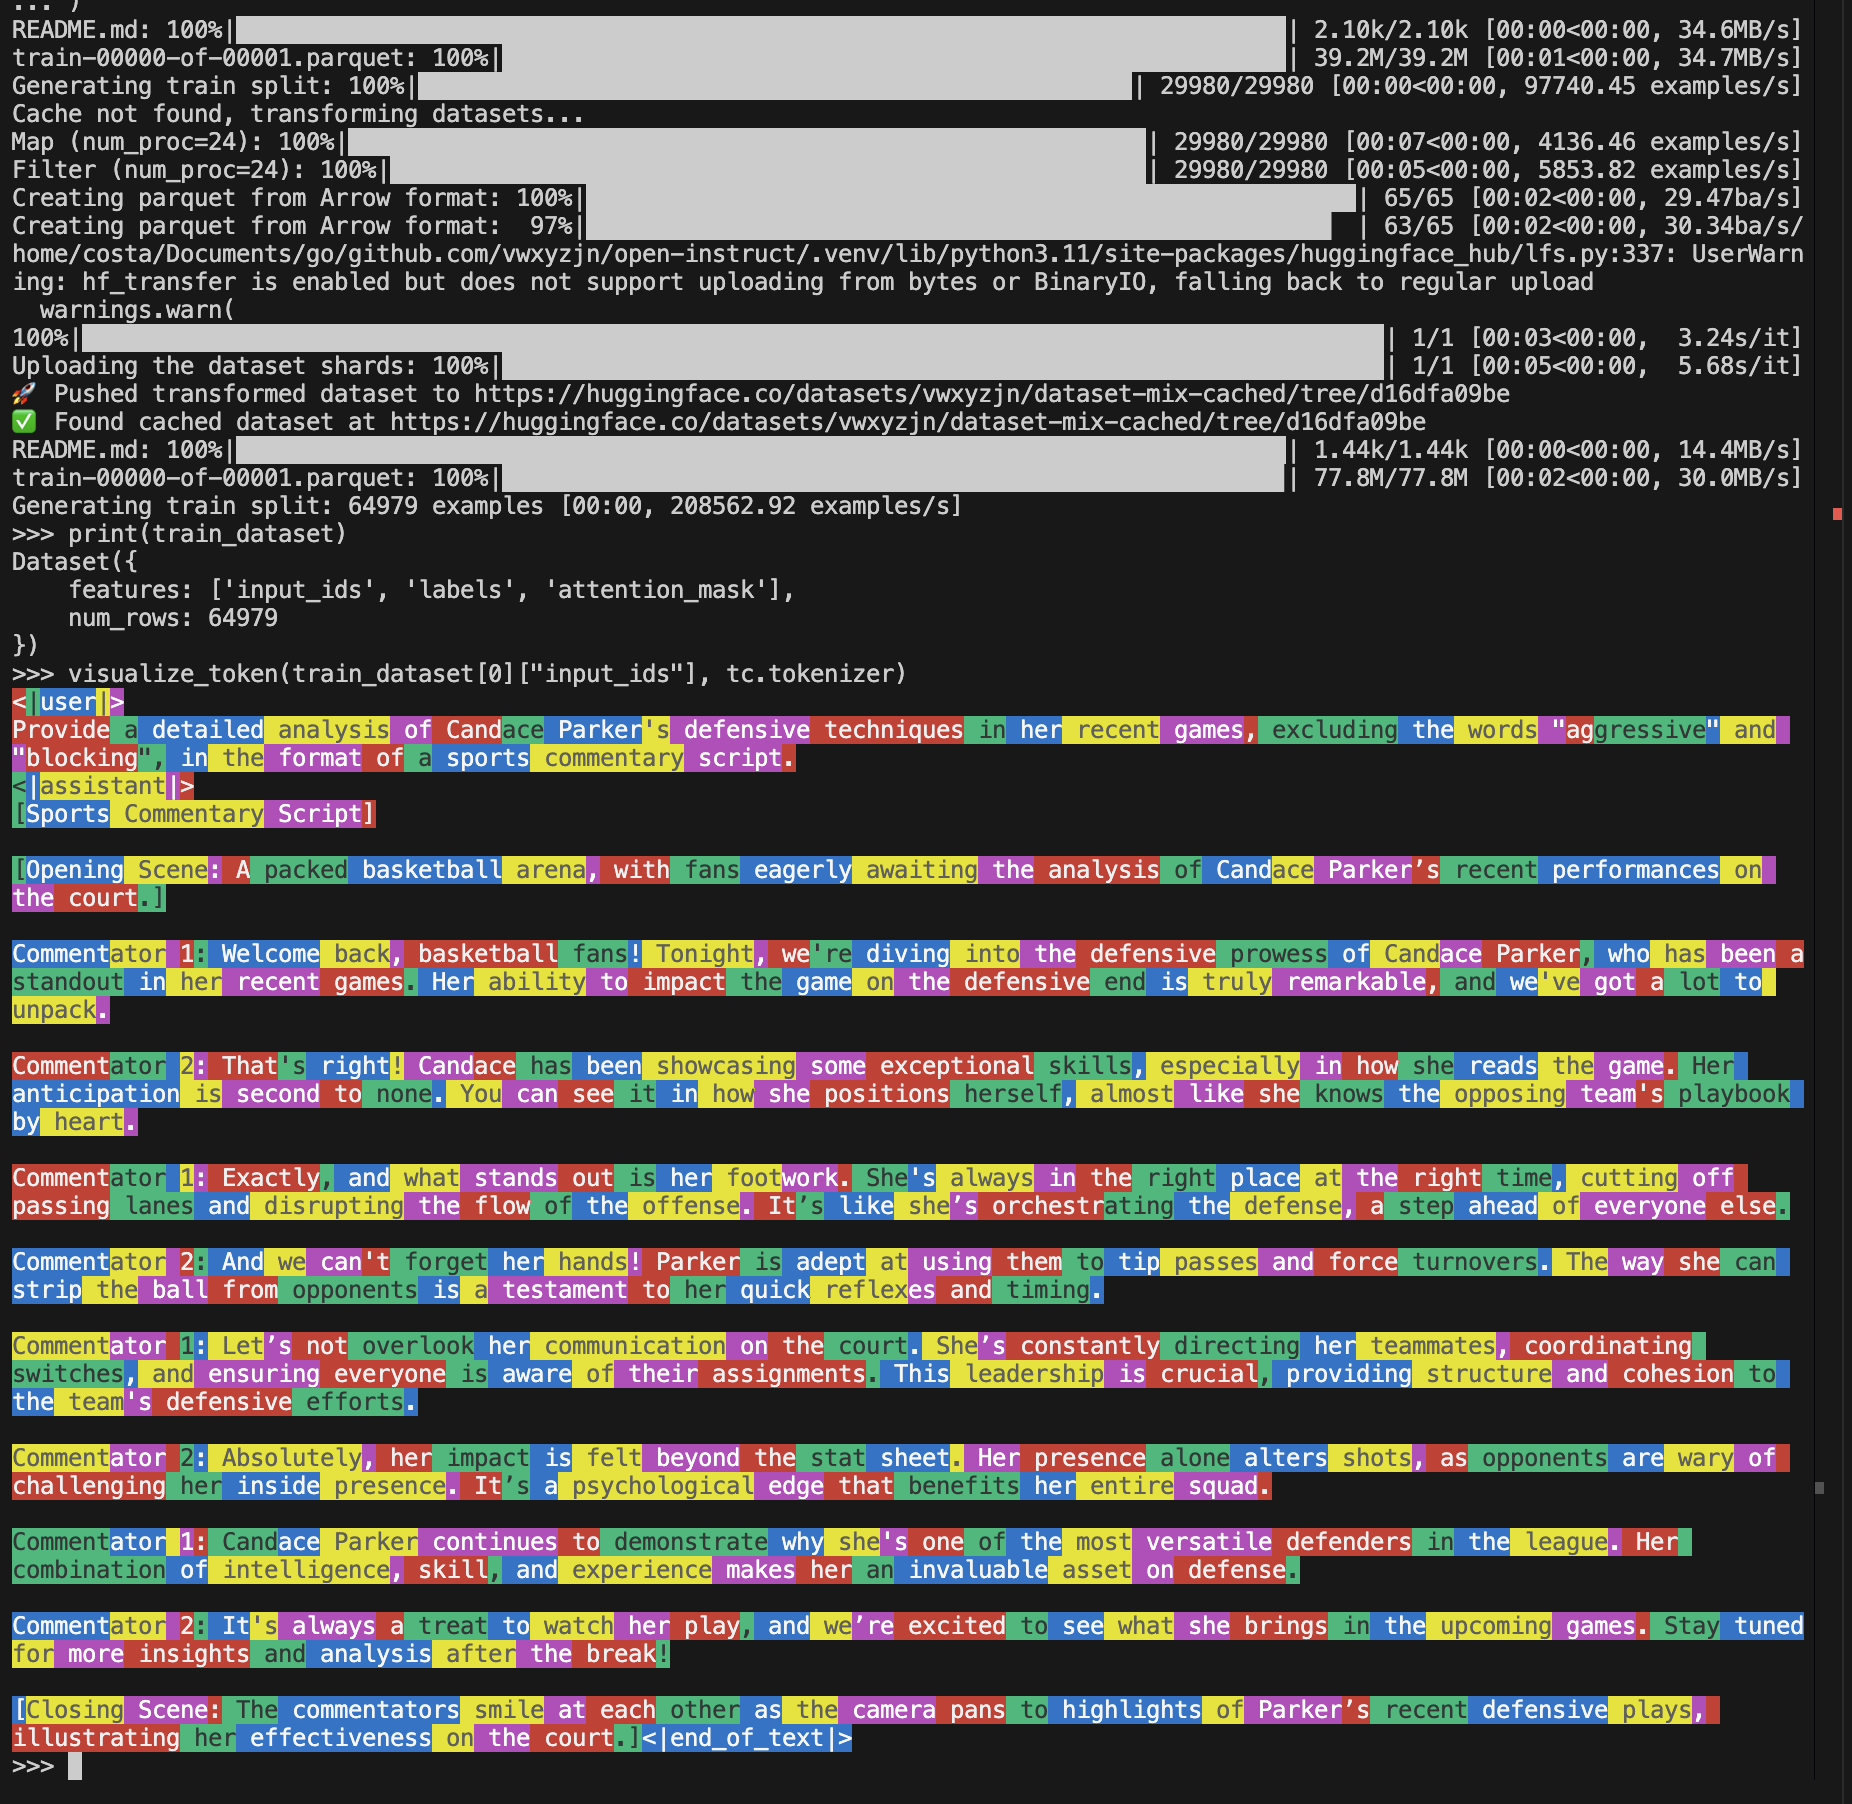 ... )
README.md: 100%| | 2.10k/2.10k [00:00<00:00, 34.6MB/s]
train-00000-of-00001.parquet: 100%| | 39.2M/39.2M [00:01<00:00, 34.7MB/s]
Generating train split: 100%| | 29980/29980 [00:00<00:00, 97740.45 examples/s]
Cache not found, transforming datasets...
Map (num_proc=24): 100%| | 29980/29980 [00:07<00:00, 4136.46 examples/s]
Filter (num_proc=24): 100%| | 29980/29980 [00:05<00:00, 5853.82 examples/s]
Creating parquet from Arrow format: 100%| | 65/65 [00:02<00:00, 29.47ba/s]
Creating parquet from Arrow format:  97%| | 63/65 [00:02<00:00, 30.34ba/s/
home/costa/Documents/go/github.com/vwxyzjn/open-instruct/.venv/lib/python3.11/site-packages/huggingface_hub/lfs.py:337: UserWarn
ing: hf_transfer is enabled but does not support uploading from bytes or BinaryIO, falling back to regular upload
  warnings.warn(
100%| | 1/1 [00:03<00:00,  3.24s/it]
Uploading the dataset shards: 100%| | 1/1 [00:05<00:00,  5.68s/it]
🚀 Pushed transformed dataset to https://huggingface.co/datasets/vwxyzjn/dataset-mix-cached/tree/d16dfa09be
✅ Found cached dataset at https://huggingface.co/datasets/vwxyzjn/dataset-mix-cached/tree/d16dfa09be
README.md: 100%| | 1.44k/1.44k [00:00<00:00, 14.4MB/s]
train-00000-of-00001.parquet: 100%| | 77.8M/77.8M [00:02<00:00, 30.0MB/s]
Generating train split: 64979 examples [00:00, 208562.92 examples/s]
>>> print(train_dataset)
Dataset({
    features: ['input_ids', 'labels', 'attention_mask'],
    num_rows: 64979
})
>>> visualize_token(train_dataset[0]["input_ids"], tc.tokenizer)
<|user|>
Provide a detailed analysis of Candace Parker's defensive techniques in her recent games, excluding the words "aggressive" and
"blocking", in the format of a sports commentary script.
<|assistant|>
[Sports Commentary Script]
[Opening Scene: A packed basketball arena, with fans eagerly awaiting the analysis of Candace Parker’s recent performances on
the court.]
Commentator 1: Welcome back, basketball fans! Tonight, we're diving into the defensive prowess of Candace Parker, who has been a
standout in her recent games. Her ability to impact the game on the defensive end is truly remarkable, and we've got a lot to
unpack.
Commentator 2: That's right! Candace has been showcasing some exceptional skills, especially in how she reads the game. Her
anticipation is second to none. You can see it in how she positions herself, almost like she knows the opposing team's playbook
by heart.
Commentator 1: Exactly, and what stands out is her footwork. She's always in the right place at the right time, cutting off
passing lanes and disrupting the flow of the offense. It’s like she’s orchestrating the defense, a step ahead of everyone else.
Commentator 2: And we can't forget her hands! Parker is adept at using them to tip passes and force turnovers. The way she can
strip the ball from opponents is a testament to her quick reflexes and timing.
Commentator 1: Let’s not overlook her communication on the court. She’s constantly directing her teammates, coordinating
switches, and ensuring everyone is aware of their assignments. This leadership is crucial, providing structure and cohesion to
the team's defensive efforts.
Commentator 2: Absolutely, her impact is felt beyond the stat sheet. Her presence alone alters shots, as opponents are wary of
challenging her inside presence. It’s a psychological edge that benefits her entire squad.
Commentator 1: Candace Parker continues to demonstrate why she's one of the most versatile defenders in the league. Her
combination of intelligence, skill, and experience makes her an invaluable asset on defense.
Commentator 2: It's always a treat to watch her play, and we’re excited to see what she brings in the upcoming games. Stay tuned
for more insights and analysis after the break!
[Closing Scene: The commentators smile at each other as the camera pans to highlights of Parker’s recent defensive plays,
illustrating her effectiveness on the court.]<|end_of_text|>
>>>